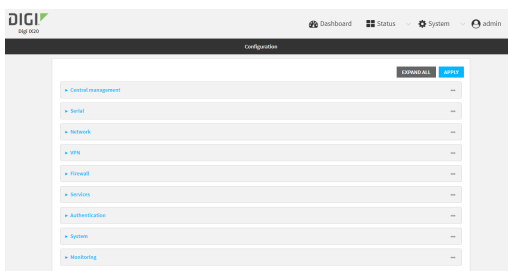 DIGI
Digi IX20
Dashboard
Status
System
admin
Configuration
EXPAND ALL
APPLY
Central management
Serial
Network
VPN
Firewall
Services
Authentication
System
Monitoring